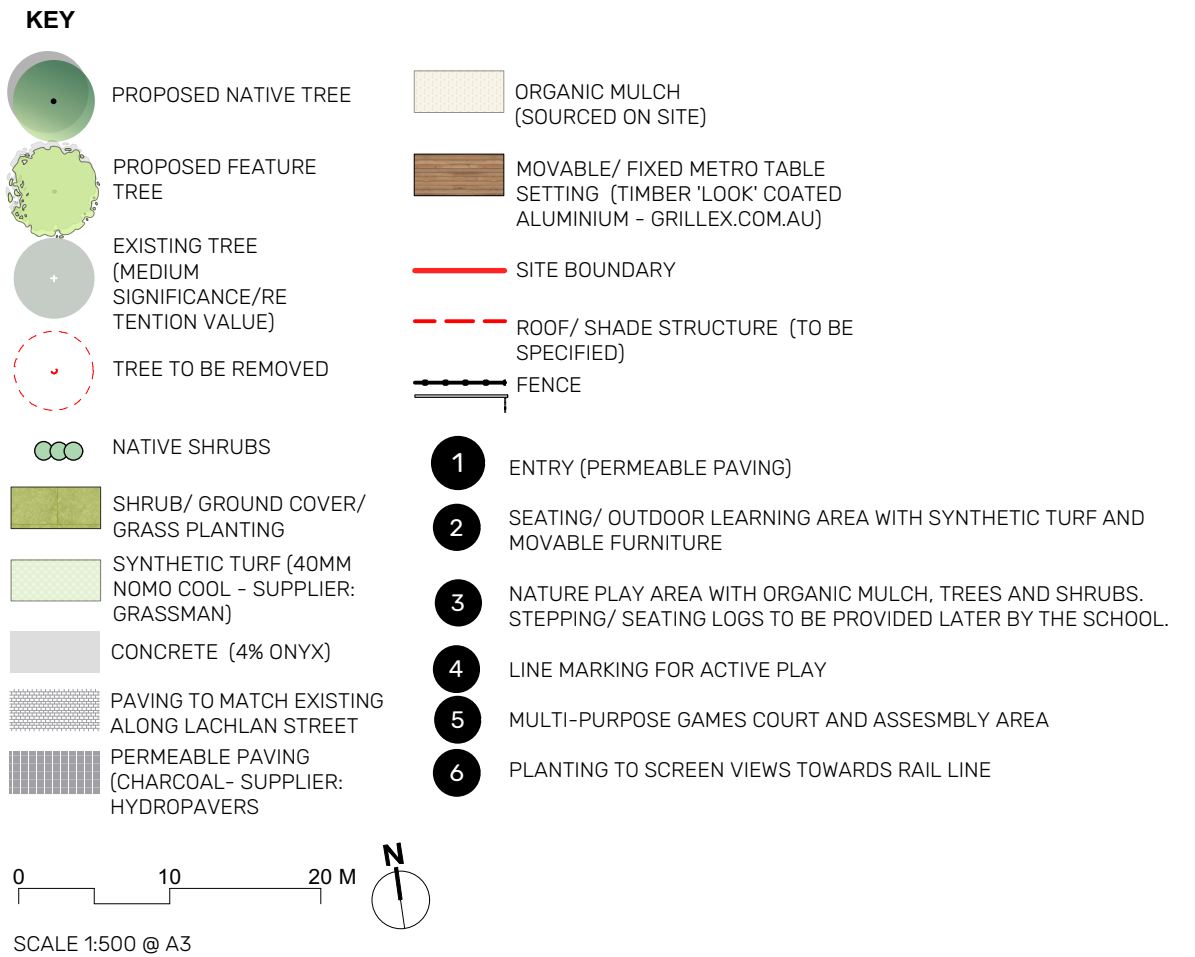 KEY
PROPOSED NATIVE TREE
PROPOSED FEATURE
TREE
EXISTING TREE
(MEDIUM
SIGNIFICANCE/RE
TENTION VALUE)
TREE TO BE REMOVED
NATIVE SHRUBS
SHRUB/ GROUND COVER/
GRASS PLANTING
SYNTHETIC TURF (40MM
NOMO COOL - SUPPLIER:
GRASSMAN)
CONCRETE (4% ONYX)
PAVING TO MATCH EXISTING
ALONG LACHLAN STREET
PERMEABLE PAVING
(CHARCOAL- SUPPLIER:
HYDROPAVERS
ORGANIC MULCH
(SOURCED ON SITE)
MOVABLE/ FIXED METRO TABLE
SETTING (TIMBER 'LOOK' COATED
ALUMINIUM - GRILLEX.COM.AU)
SITE BOUNDARY
ROOF/ SHADE STRUCTURE (TO BE
SPECIFIED)
FENCE
1 ENTRY (PERMEABLE PAVING)
2 SEATING/ OUTDOOR LEARNING AREA WITH SYNTHETIC TURF AND
MOVABLE FURNITURE
3 NATURE PLAY AREA WITH ORGANIC MULCH, TREES AND SHRUBS.
STEPPING/ SEATING LOGS TO BE PROVIDED LATER BY THE SCHOOL.
4 LINE MARKING FOR ACTIVE PLAY
5 MULTI-PURPOSE GAMES COURT AND ASSESMBLY AREA
6 PLANTING TO SCREEN VIEWS TOWARDS RAIL LINE
0 10 20 M
N
SCALE 1:500 @ A3